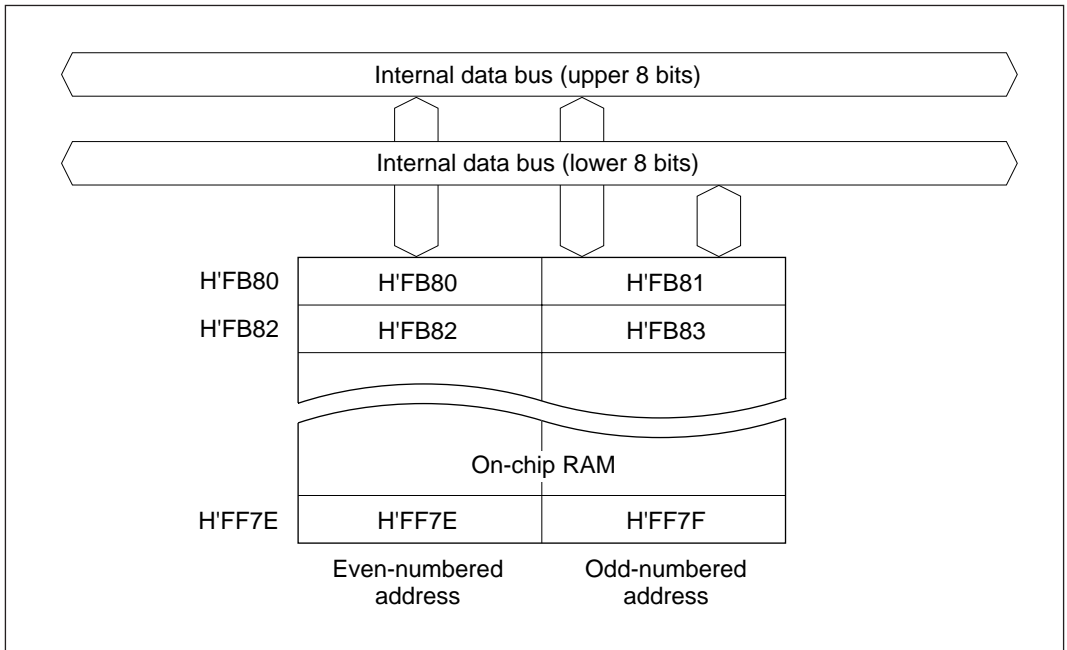 Internal data bus (upper 8 bits)
Internal data bus (lower 8 bits)
H'FB80 H'FB80 H'FB81
H'FB82 H'FB82 H'FB83
On-chip RAM
H'FF7E H'FF7E H'FF7F
Even-numbered address
Odd-numbered address